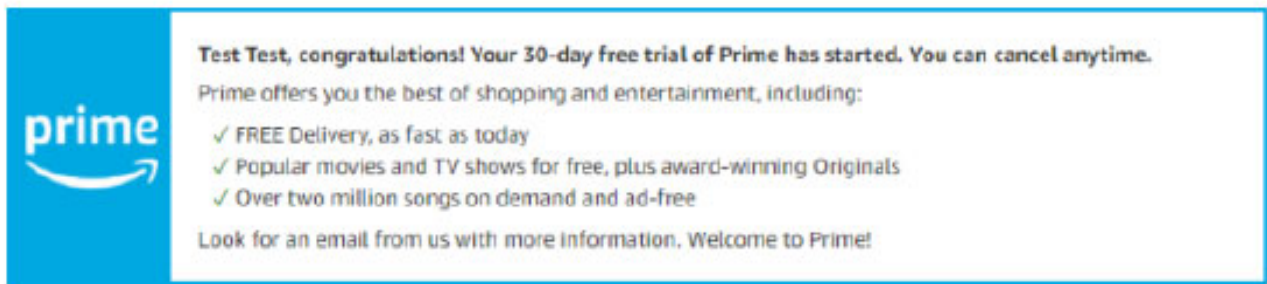 prime
Test Test, congratulations! Your 30-day free trial of Prime has started. You can cancel anytime.
Prime offers you the best of shopping and entertainment, including:
✓ FREE Delivery, as fast as today
✓ Popular movies and TV shows for free, plus award-winning Originals
✓ Over two million songs on demand and ad-free
Look for an email from us with more information. Welcome to Prime!